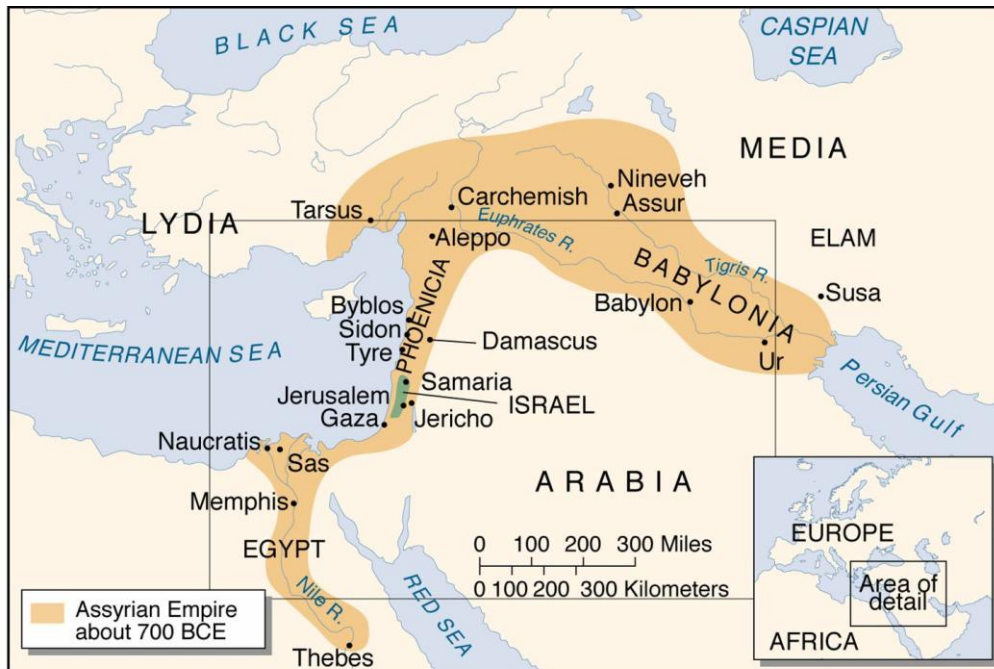 BLACK SEA
CASPIAN
SEA
MEDIA
Nineveh
Carchemish
Assur
LYDIA
Tarsus
Euphrates R.
Aleppo
ELAM
BABYLONIA
Tigris R.
PHOENICIA
Byblos
Babylon
Susa
Sidon
MEDITERRANEAN SEA
Tyre
Damascus
Ur
Samaria
Persian Gulf
Jerusalem
ISRAEL
Gaza
Jericho
Naucratis
Sas
ARABIA
Memphis
EGYPT
0 100 200 300 Miles
0 100 200 300 Kilometers
Nile R.
RED SEA
Thebes
Assyrian Empire
about 700 BCE
EUROPE
Area of
detail
AFRICA